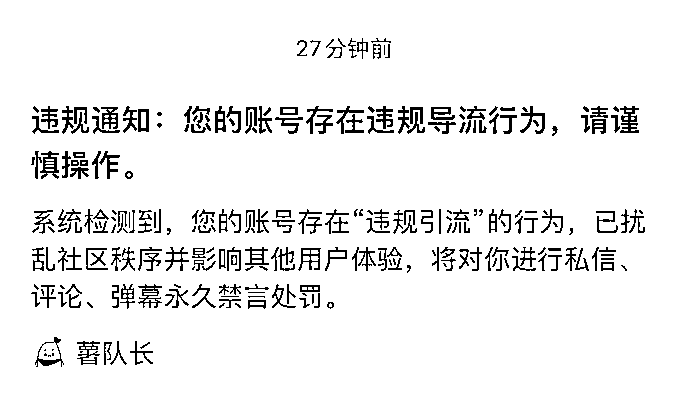 27分钟前
违规通知：您的账号存在违规导流行为，请谨
慎操作。
系统检测到，您的账号存在“违规引流”的行为，已扰
乱社区秩序并影响其他用户体验，将对你进行私信、
评论、弹幕永久禁言处罚。
薯队长